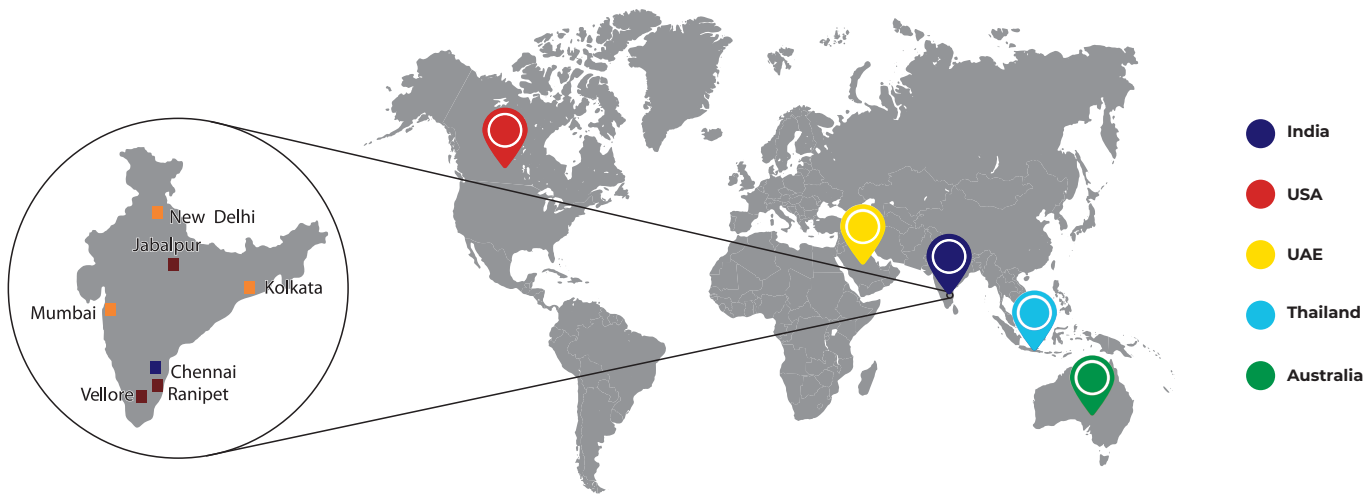 New Delhi
Jabalpur
Kolkata
Mumbai
Chennai
Vellore
Ranipet
India
USA
UAE
Thailand
Australia